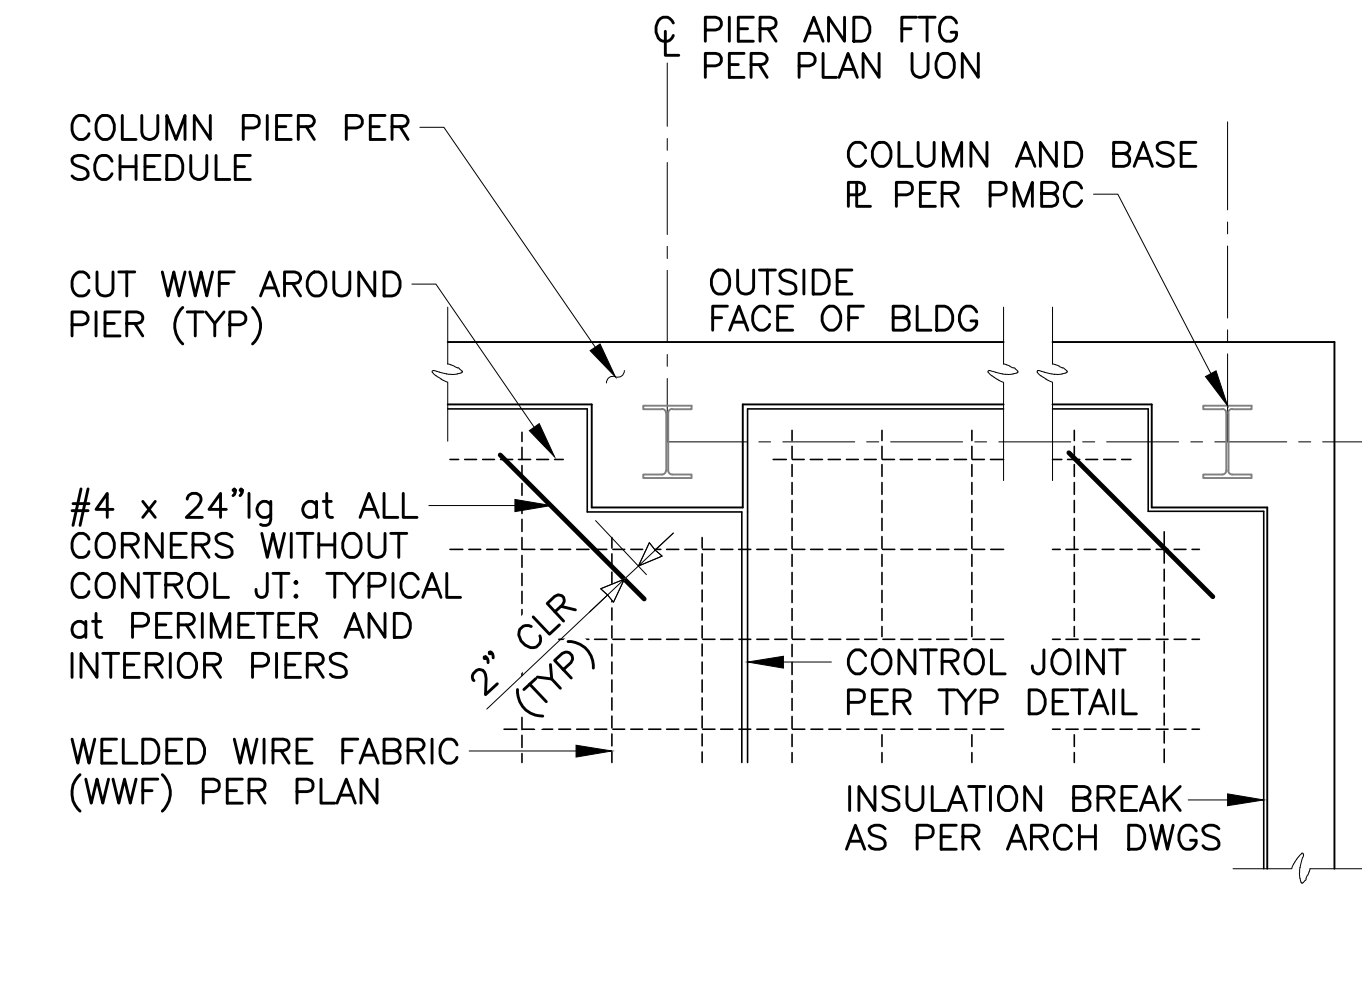 ℄ PIER AND FTG
PER PLAN UON
COLUMN PIER PER
SCHEDULE
COLUMN AND BASE
⅊ PER PMBC
CUT WWF AROUND
PIER (TYP)
OUTSIDE
FACE OF BLDG
#4 x 24"lg at ALL
CORNERS WITHOUT
CONTROL JT: TYPICAL
at PERIMETER AND
INTERIOR PIERS
2" CLR
(TYP)
CONTROL JOINT
PER TYP DETAIL
WELDED WIRE FABRIC
(WWF) PER PLAN
INSULATION BREAK
AS PER ARCH DWGS